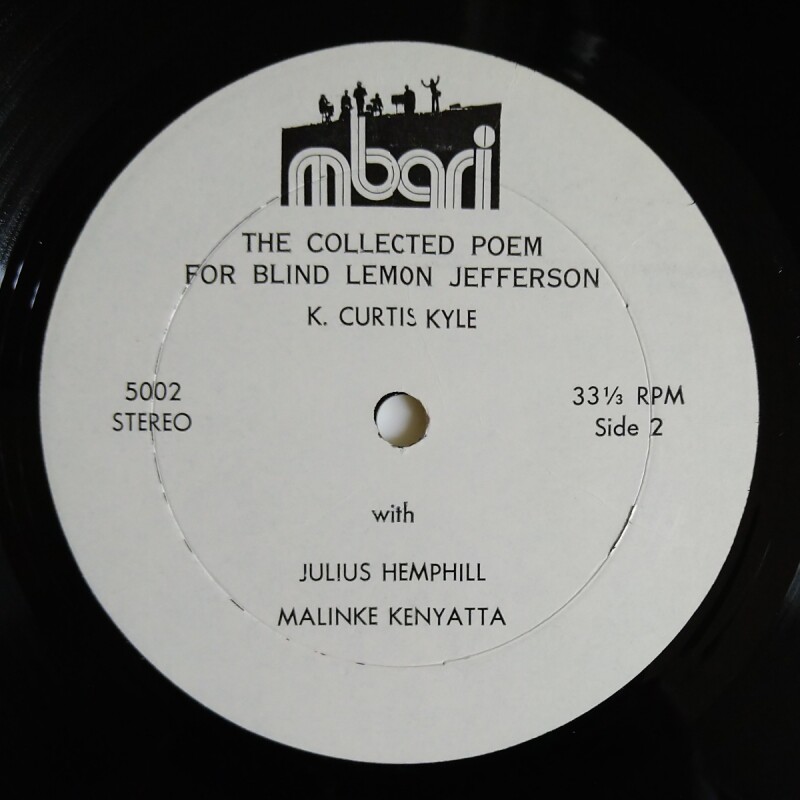 mbari
THE COLLECTED POEM
FOR BLIND LEMON JEFFERSON
K. CURTIS KYLE
5002
STEREO
33⅓ RPM
Side 2
with
JULIUS HEMPHILL
MALINKE KENYATTA